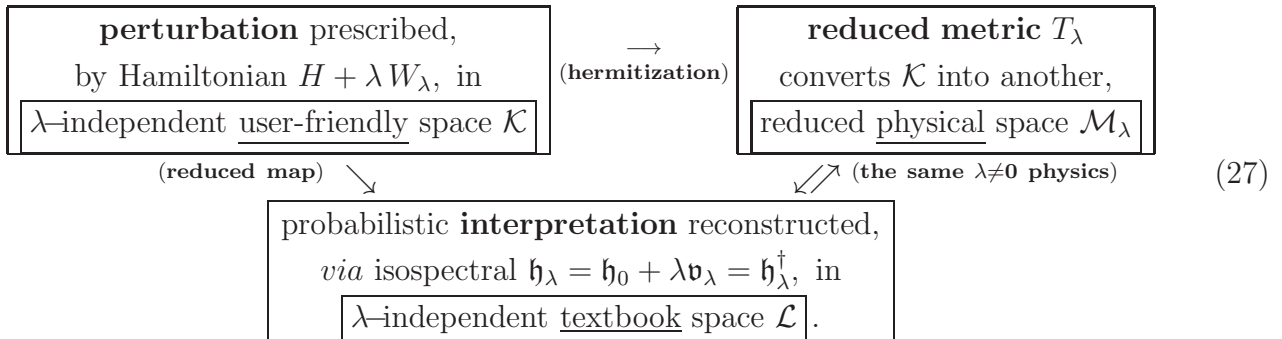 perturbation prescribed,
by Hamiltonian H + λ W_λ, in
λ–independent user-friendly space 𝒦
⟶
(hermitization)
reduced metric T_λ
converts 𝒦 into another,
reduced physical space ℳ_λ
(reduced map) ↘
⇙⇗ (the same λ≠0 physics)
(27)
probabilistic interpretation reconstructed,
via isospectral 𝔥_λ = 𝔥_0 + λ𝔳_λ = 𝔥_λ^†, in
λ–independent textbook space ℒ .